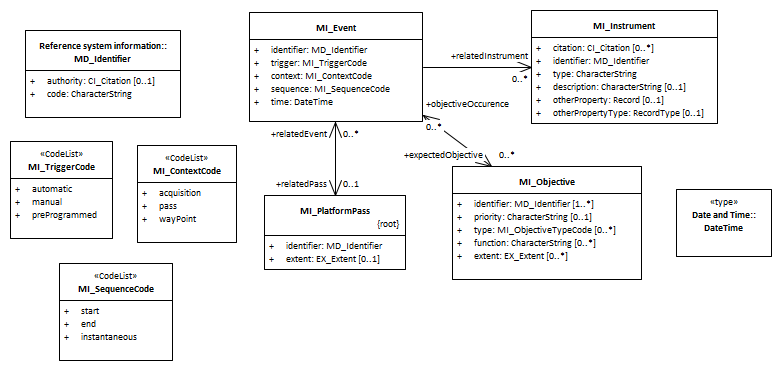 Reference system information::
MD_Identifier
+ authority: CI_Citation [0..1]
+ code: CharacterString
MI_Event
+ identifier: MD_Identifier
+ trigger: MI_TriggerCode
+ context: MI_ContextCode
+ sequence: MI_SequenceCode
+ time: DateTime
+relatedInstrument
0..*
MI_Instrument
+ citation: CI_Citation [0..*]
+ identifier: MD_Identifier
+ type: CharacterString
+ description: CharacterString [0..1]
+ otherProperty: Record [0..1]
+ otherPropertyType: RecordType [0..1]
+objectiveOccurence
0..*
+relatedEvent
0..*
+expectedObjective
0..*
«CodeList»
MI_TriggerCode
+ automatic
+ manual
+ preProgrammed
«CodeList»
MI_ContextCode
+ acquisition
+ pass
+ wayPoint
+relatedPass
0..1
MI_PlatformPass
{root}
+ identifier: MD_Identifier
+ extent: EX_Extent [0..1]
MI_Objective
+ identifier: MD_Identifier [1..*]
+ priority: CharacterString [0..1]
+ type: MI_ObjectiveTypeCode [0..*]
+ function: CharacterString [0..*]
+ extent: EX_Extent [0..*]
«type»
Date and Time::
DateTime
«CodeList»
MI_SequenceCode
+ start
+ end
+ instantaneous